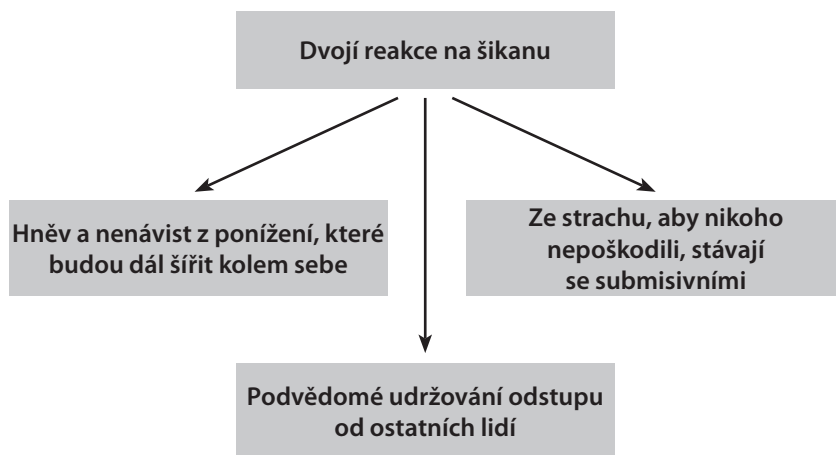 Dvojí reakce na šikanu
Hněv a nenávist z ponížení, které
budou dál šířit kolem sebe
Ze strachu, aby nikoho
nepoškodili, stávají
se submisivními
Podvědomé udržování odstupu
od ostatních lidí